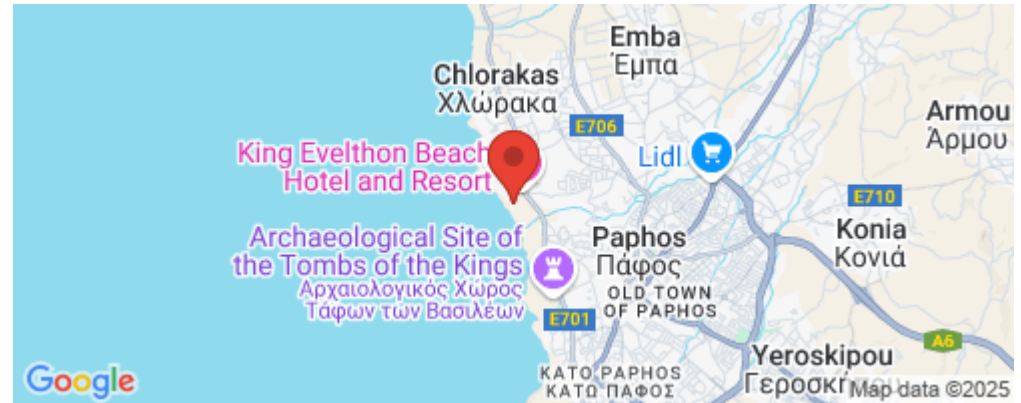 Emba
Έμπα
Chlorakas
Χλώρακα
Armou
Άρμου
E706
King Evelthon Beach
Hotel and Resort
Lidl
E710
Konia
Κονιά
Archaeological Site of
the Tombs of the Kings
Αρχαιολογικός Χώρος
Τάφων των Βασιλέων
Paphos
Πάφος
OLD TOWN
OF PAPHOS
E701
A6
Yeroskipou
KATO PAPHOS
ΚΑΤΩ ΠΑΦΟΣ
Google
Map data ©2025